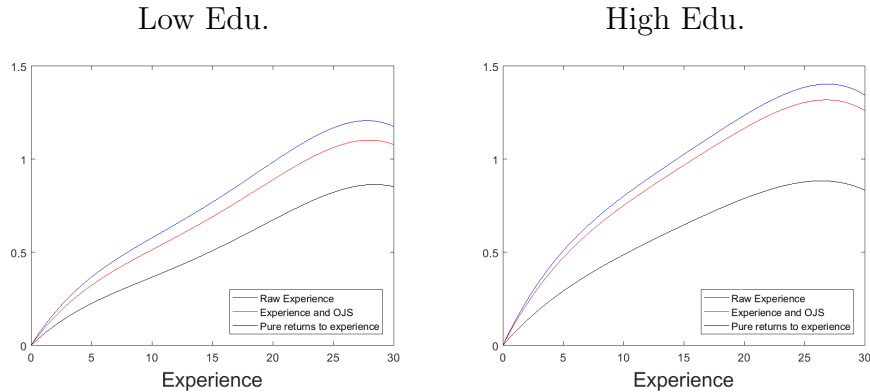 Low Edu.
1.5
1
0.5
0
0 5 10 15 20 25 30
Raw Experience
Experience and OJS
Pure returns to experience
Experience
High Edu.
1.5
1
0.5
0
0 5 10 15 20 25 30
Raw Experience
Experience and OJS
Pure returns to experience
Experience